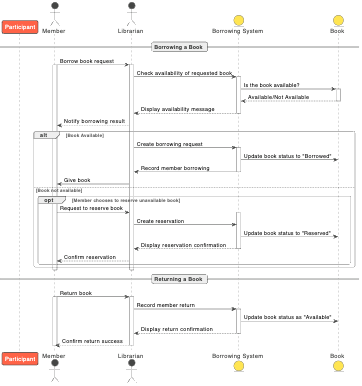 Participant
Member
Librarian
Borrowing System
Book
Borrowing a Book
Borrow book request
Check availability of requested book
Is the book available?
Available/Not Available
Display availability message
Notify borrowing result
alt
[Book Available]
Create borrowing request
Update book status to "Borrowed"
Record member borrowing
Give book
[Book not available]
opt
[Member chooses to reserve unavailable book]
Request to reserve book
Create reservation
Update book status to "Reserved"
Display reservation confirmation
Confirm reservation
Returning a Book
Return book
Record member return
Update book status as "Available"
Display return confirmation
Confirm return success
Participant
Member
Librarian
Borrowing System
Book